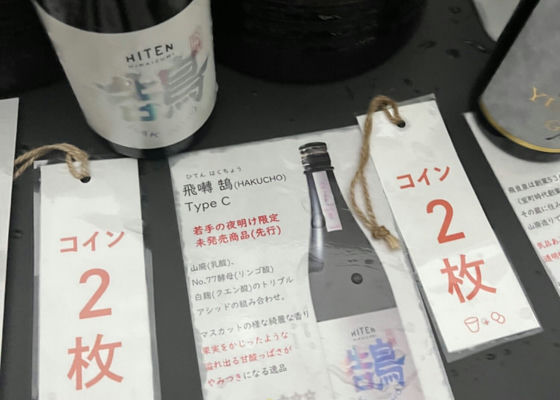 HITEN
HIMAIZUMI
鵠
コイン
2
枚
ひてん はくちょう
飛囀 鵠(HAKUCHO)
Type C
若手の夜明け限定
未発売商品(先行)
山廃(乳酸)、
No.77酵母(リンゴ酸)
白麹(クエン酸)のトリプル
アシッドの組み合わせ。
マスカットの様な綺麗な香り
果実をかじったような
溢れ出る甘酸っぱさが
やみつきになる逸品
HITEN
鵠
コイン
2
枚